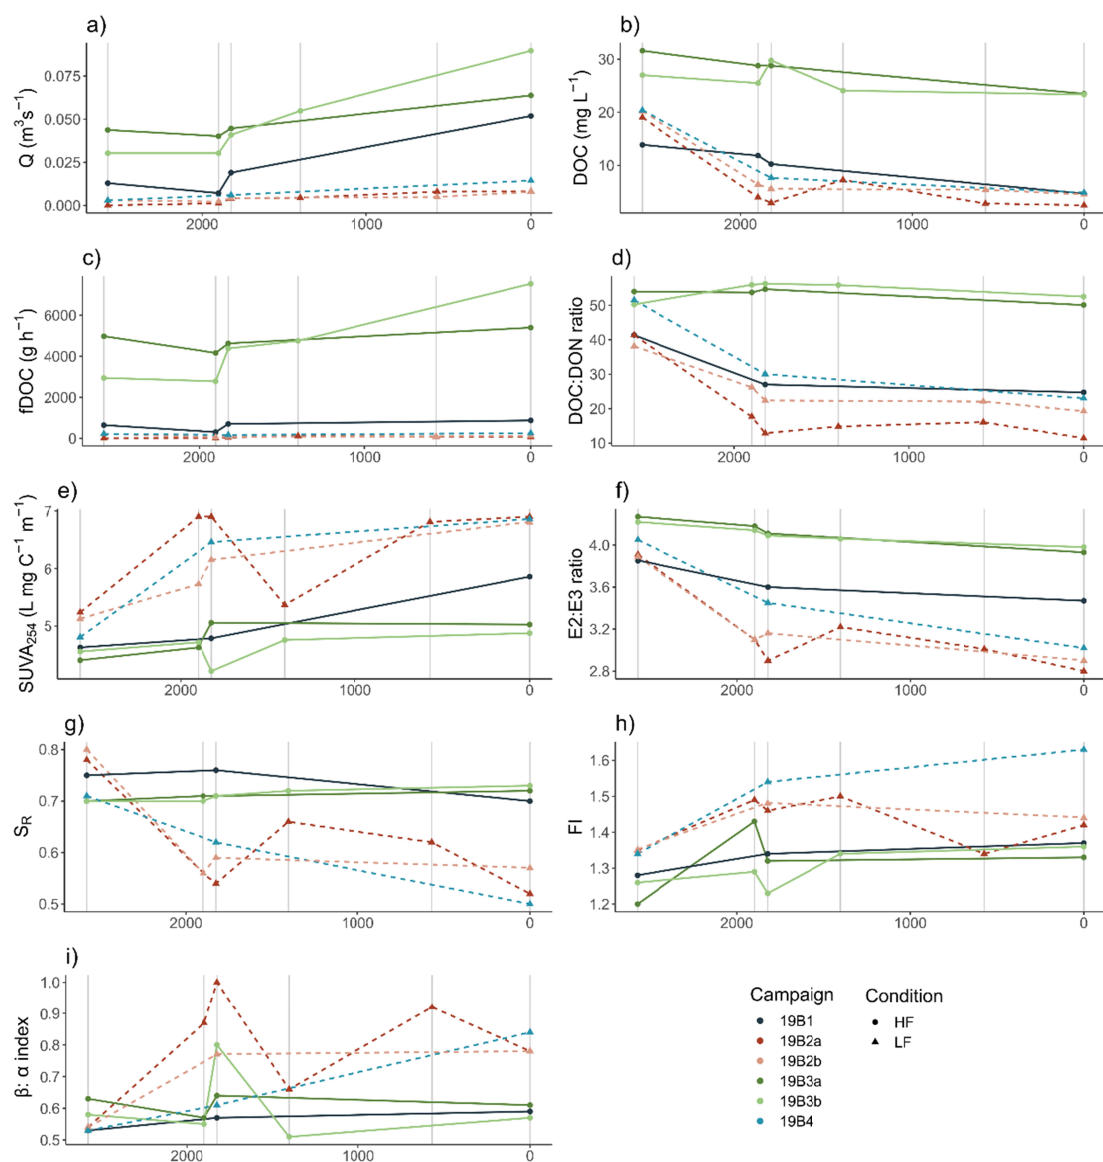 a)
Q (m³s⁻¹)
0.075
0.050
0.025
0.000
2000
1000
0
b)
DOC (mg L⁻¹)
30
20
10
2000
1000
0
c)
fDOC (g h⁻¹)
6000
4000
2000
0
2000
1000
0
d)
DOC:DON ratio
50
40
30
20
10
2000
1000
0
e)
SUVA₂₅₄ (L mg C⁻¹ m⁻¹)
7
6
5
2000
1000
0
f)
E2:E3 ratio
4.0
3.6
3.2
2.8
2000
1000
0
g)
S_R
0.8
0.7
0.6
0.5
2000
1000
0
h)
FI
1.6
1.5
1.4
1.3
1.2
2000
1000
0
i)
β: α index
1.0
0.9
0.8
0.7
0.6
0.5
2000
1000
0
Campaign
19B1
19B2a
19B2b
19B3a
19B3b
19B4
Condition
HF
LF